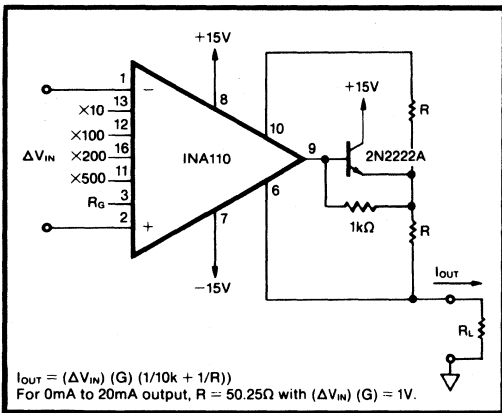 +15V
+15V
1
−
8
13
×10
10
R
12
×100
9
2N2222A
16
ΔVIN
×200
INA110
11
×500
6
3
RG
1kΩ
R
2
+
7
IOUT
−15V
RL
IOUT = (ΔVIN) (G) (1/10k + 1/R))
For 0mA to 20mA output, R = 50.25Ω with (ΔVIN) (G) = 1V.